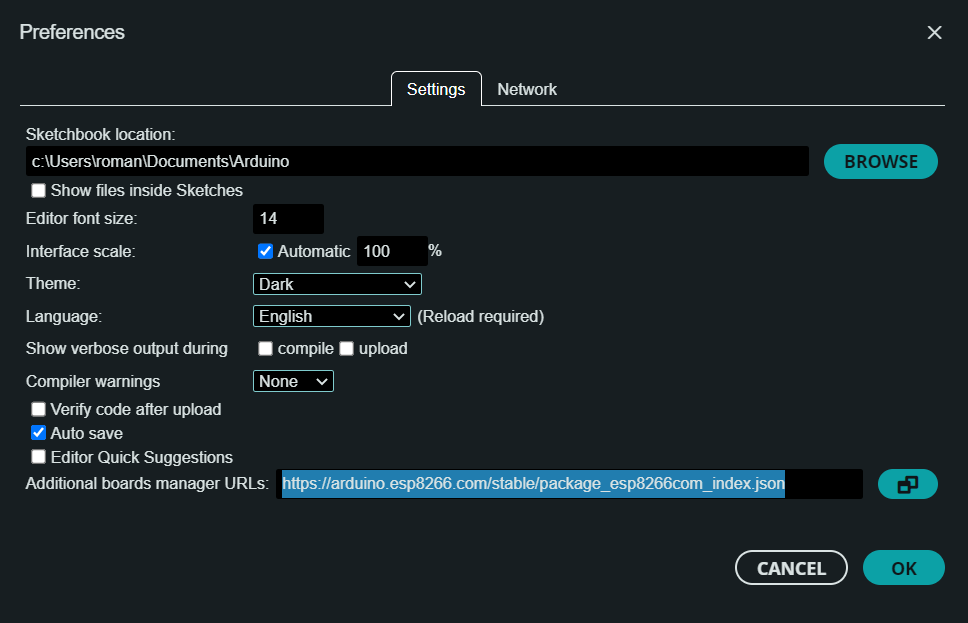 Preferences
Settings Network
Sketchbook location:
c:\Users\roman\Documents\Arduino BROWSE
Show files inside Sketches
Editor font size: 14
Interface scale: Automatic 100 %
Theme: Dark
Language: English (Reload required)
Show verbose output during compile upload
Compiler warnings None
Verify code after upload
Auto save
Editor Quick Suggestions
Additional boards manager URLs: https://arduino.esp8266.com/stable/package_esp8266com_index.json
CANCEL OK